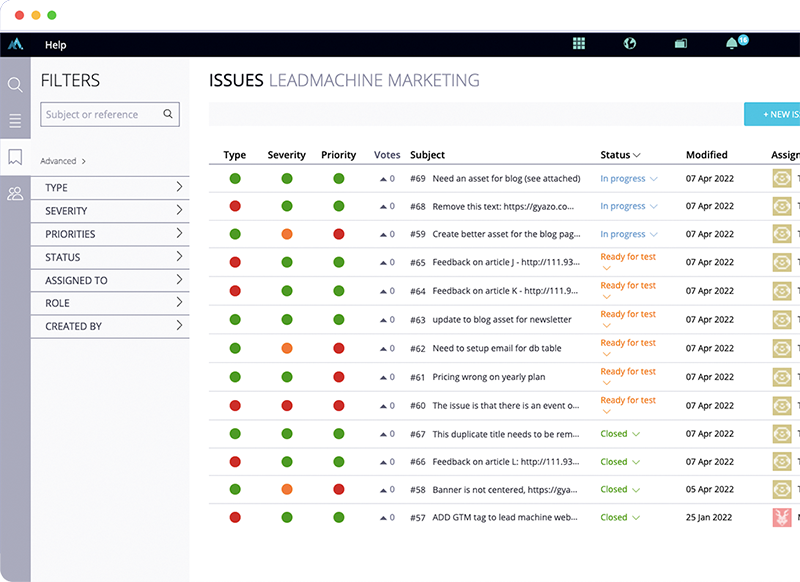 Help
16
FILTERS
ISSUES LEADMACHINE MARKETING
Subject or reference
+ NEW IS
Advanced >
Type Severity Priority Votes Subject Status Modified Assign
TYPE
SEVERITY
PRIORITIES
STATUS
ASSIGNED TO
ROLE
CREATED BY
0 #69 Need an asset for blog (see attached) In progress 07 Apr 2022 T
0 #68 Remove this text: https://gyazo.co... In progress 07 Apr 2022 T
0 #59 Create better asset for the blog pag... In progress 07 Apr 2022 T
0 #65 Feedback on article J - http://111.93... Ready for test 07 Apr 2022 T
0 #64 Feedback on article K - http://111.9... Ready for test 07 Apr 2022 T
0 #63 update to blog asset for newsletter Ready for test 07 Apr 2022 T
0 #62 Need to setup email for db table Ready for test 07 Apr 2022 T
0 #61 Pricing wrong on yearly plan Ready for test 07 Apr 2022 T
0 #60 The issue is that there is an event o... Ready for test 07 Apr 2022 T
0 #67 This duplicate title needs to be rem... Closed 07 Apr 2022 T
0 #66 Feedback on article L: http://111.93... Closed 07 Apr 2022 T
0 #58 Banner is not centered, https://gya... Closed 05 Apr 2022 T
0 #57 ADD GTM tag to lead machine web... Closed 25 Jan 2022